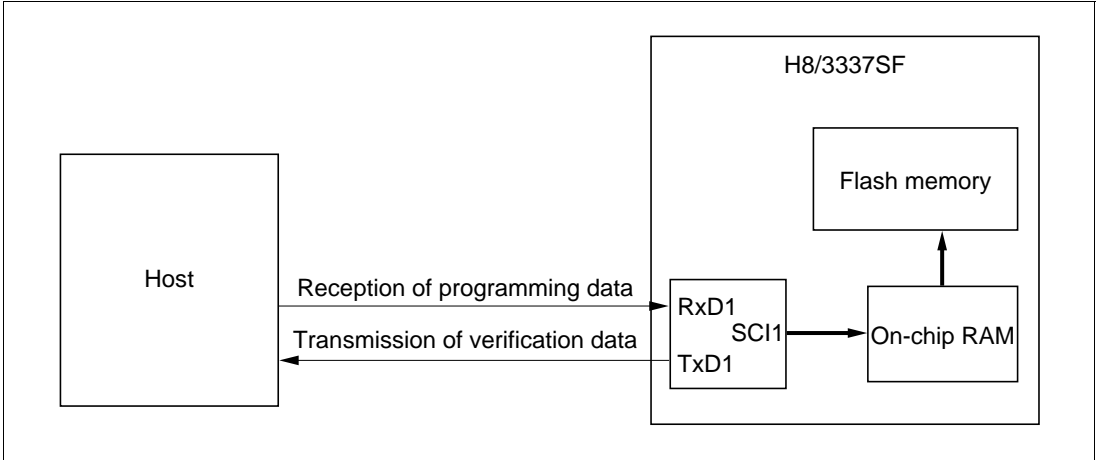 H8/3337SF
Flash memory
Host
Reception of programming data
RxD1
SCI1
On-chip RAM
Transmission of verification data
TxD1